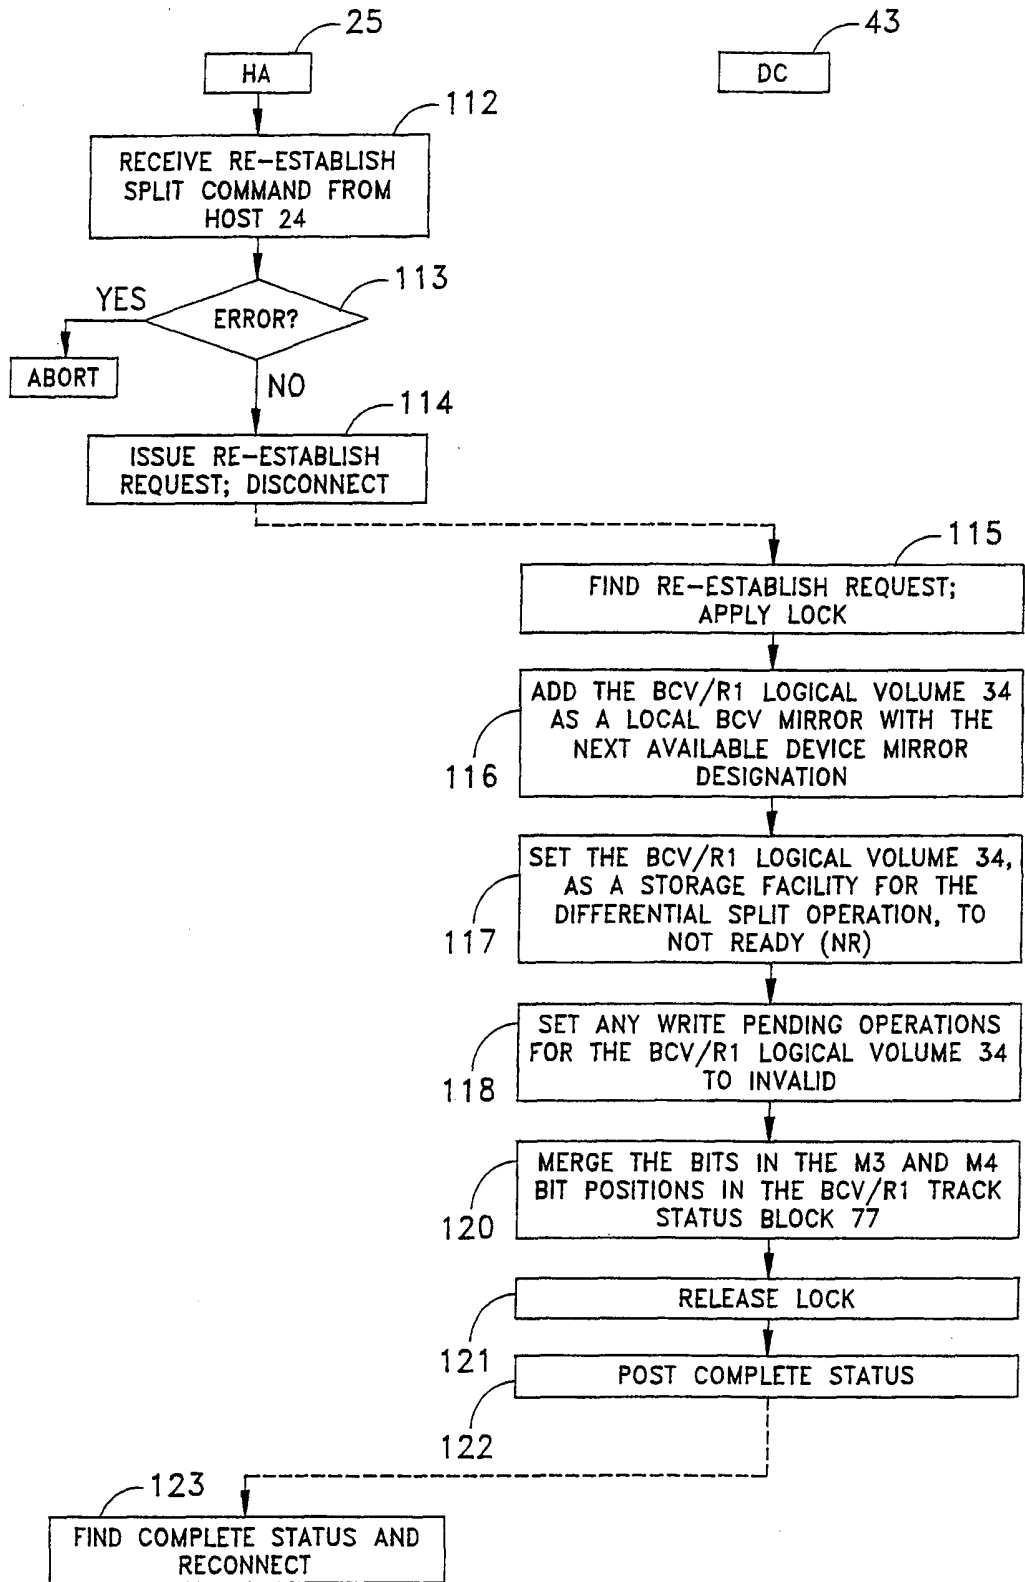 25
43
HA
DC
112
RECEIVE RE-ESTABLISH
SPLIT COMMAND FROM
HOST 24
113
YES
ERROR?
ABORT
NO
114
ISSUE RE-ESTABLISH
REQUEST; DISCONNECT
115
FIND RE-ESTABLISH REQUEST;
APPLY LOCK
ADD THE BCV/R1 LOGICAL VOLUME 34
AS A LOCAL BCV MIRROR WITH THE
NEXT AVAILABLE DEVICE MIRROR
DESIGNATION
116
SET THE BCV/R1 LOGICAL VOLUME 34,
AS A STORAGE FACILITY FOR THE
DIFFERENTIAL SPLIT OPERATION, TO
NOT READY (NR)
117
SET ANY WRITE PENDING OPERATIONS
FOR THE BCV/R1 LOGICAL VOLUME 34
TO INVALID
118
MERGE THE BITS IN THE M3 AND M4
BIT POSITIONS IN THE BCV/R1 TRACK
STATUS BLOCK 77
120
RELEASE LOCK
121
POST COMPLETE STATUS
122
123
FIND COMPLETE STATUS AND
RECONNECT